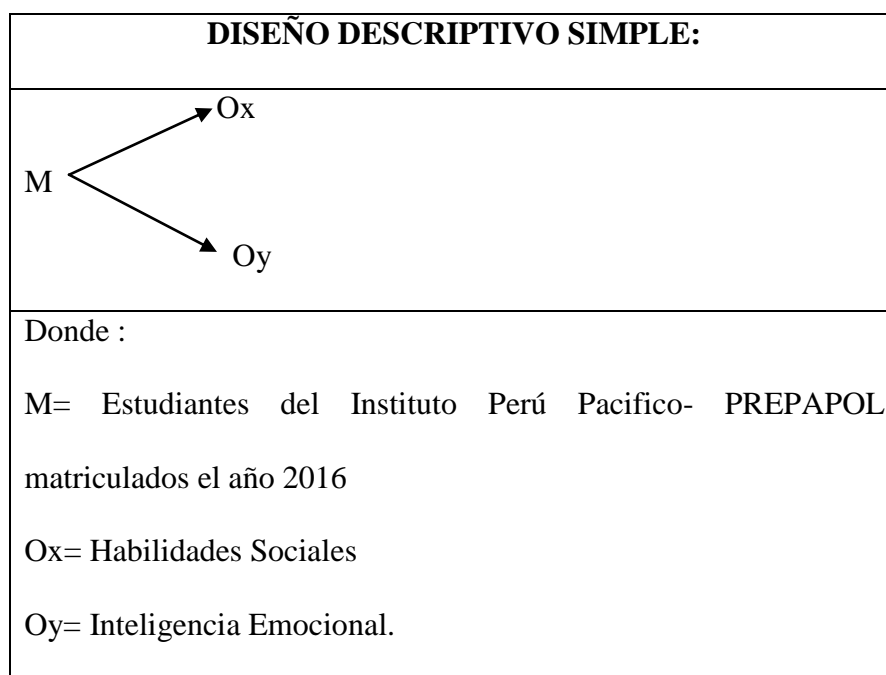 DISEÑO DESCRIPTIVO SIMPLE:
Ox
M
Oy
Donde :
M= Estudiantes del Instituto Perú Pacifico- PREPAPOL
matriculados el año 2016
Ox= Habilidades Sociales
Oy= Inteligencia Emocional.